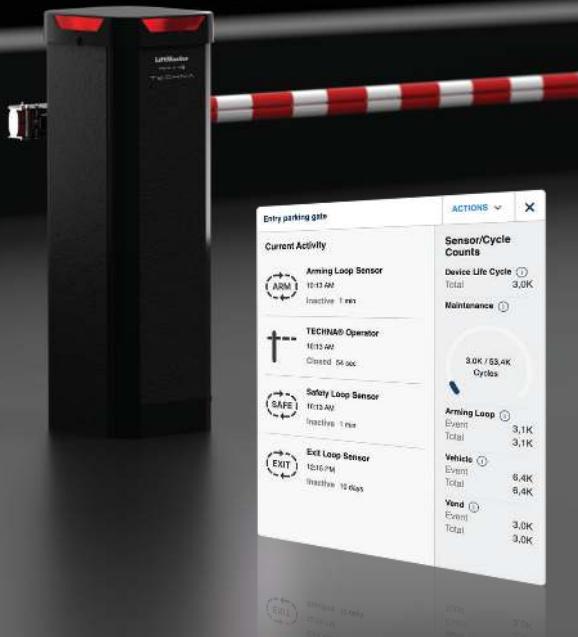 LiftMaster
TECHNA
Entry parking gate
ACTIONS
Current Activity
ARM
Arming Loop Sensor
10:13 AM
Inactive 1 min
TECHNA® Operator
10:13 AM
Closed 54 sec
SAFE
Safety Loop Sensor
10:13 AM
Inactive 1 min
EXIT
Exit Loop Sensor
12:16 PM
Inactive 10 days
Sensor/Cycle
Counts
Device Life Cycle
Total 3,0K
Maintenance
3.0K / 53,4K
Cycles
Arming Loop
Event 3,1K
Total 3,1K
Vehicle
Event 6,4K
Total 6,4K
Vend
Event 3,0K
Total 3,0K